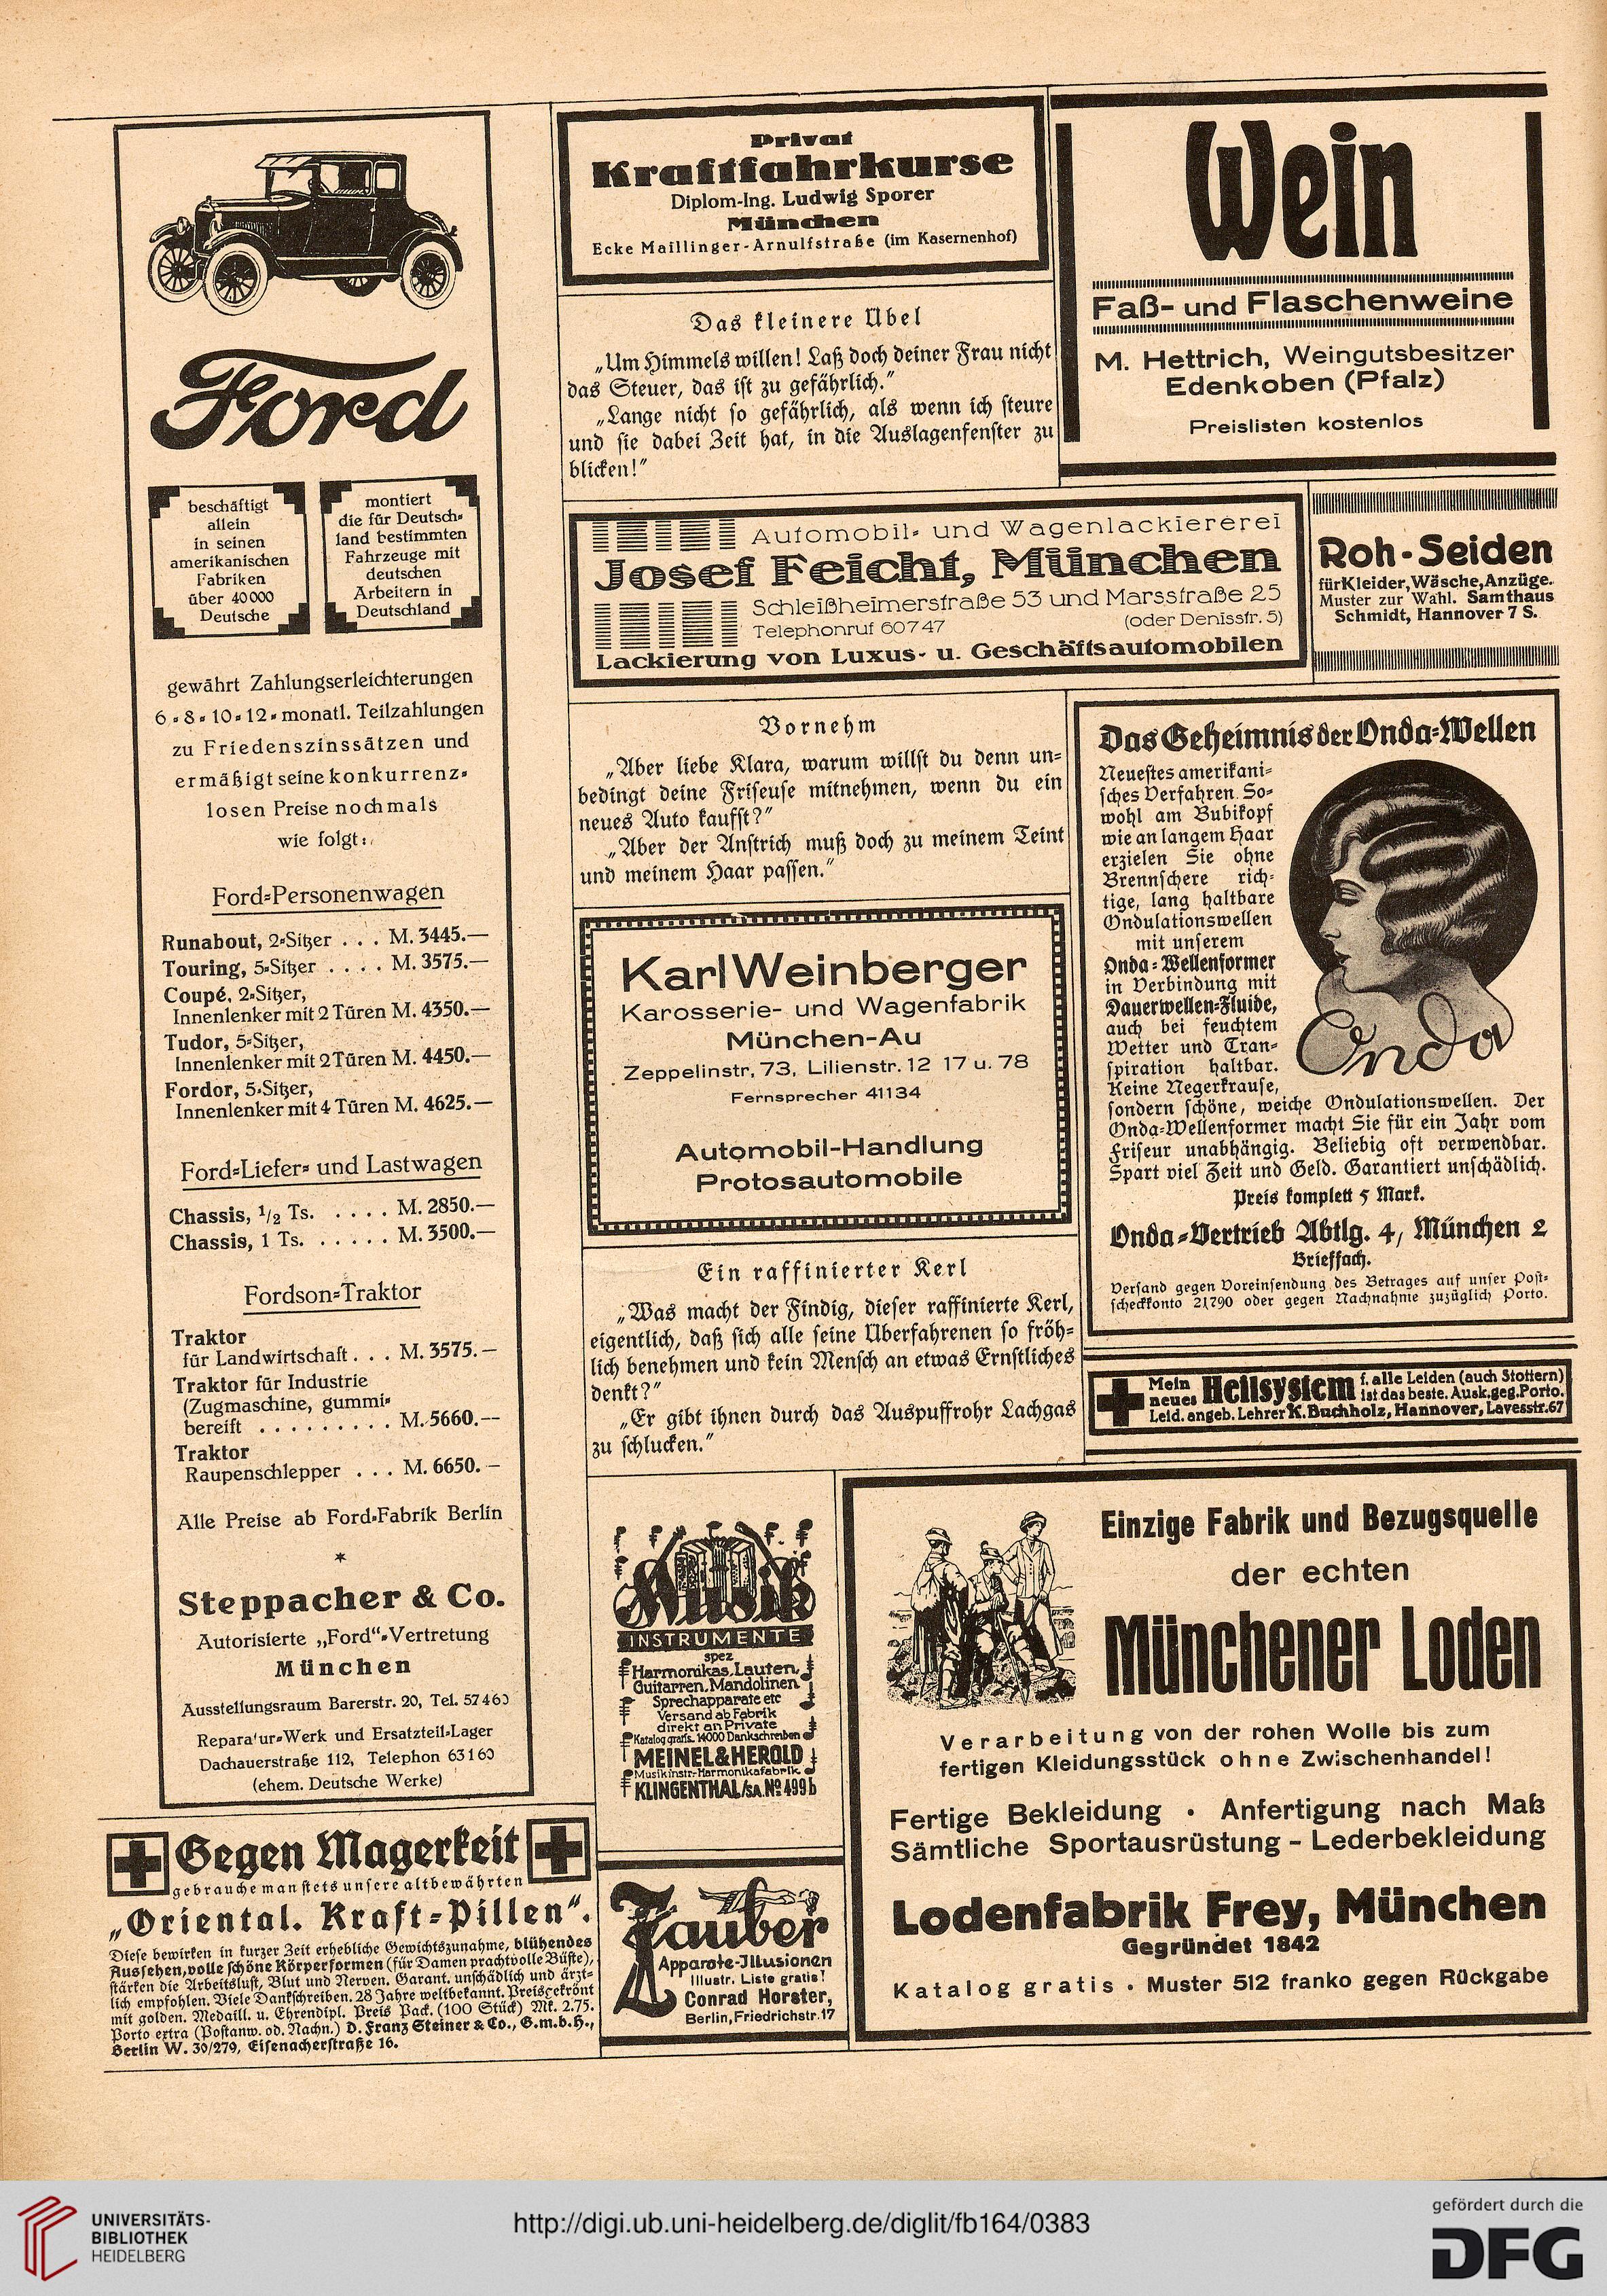 Ford
beschäftigt
allein
in seinen
amerikanischen
Fabriken
über 40000
Deutsche
montiert
die für Deutsch-
land bestimmten
Fahrzeuge mit
deutschen
Arbeitern in
Deutschland
gewährt Zahlungserleichterungen
6-8-10-12-monatl. Teilzahlungen
zu Friedenszinssätzen und
ermäßigt seine konkurrenz-
losen Preise nochmals
wie folgt:
Ford-Personenwagen
Runabout, 2-Sitzer . . . M. 3445.—
Touring, 5-Sitzer . . . . M. 3575.—
Coupé, 2-Sitzer,
Innenlenker mit 2 Türen M. 4350.—
Tudor, 5-Sitzer,
Innenlenker mit 2 Türen M. 4450.—
Fordor, 5-Sitzer,
Innenlenker mit 4 Türen M. 4625.—
Ford-Liefer- und Lastwagen
Chassis, 1/2 Ts. . . . . . M. 2850.—
Chassis, 1 Ts. . . . . . . M. 3500.—
Fordson-Traktor
Traktor
für Landwirtschaft . . . M. 3575.—
Traktor für Industrie
(Zugmaschine, gummi-
bereift . . . . . . . . . . M. 5660.--
Traktor
Raupenschlepper . . . M. 6650.—
Alle Preise ab Ford-Fabrik Berlin
*
Steppacher & Co.
Autorisierte „Ford“-Vertretung
München
Ausstellungsraum Barerstr. 20, Tel. 57460
Reparatur-Werk und Ersatzteil-Lager
Dachauerstraße 112, Telephon 63160
(ehem. Deutsche Werke)
Gegen Magerkeit
gebrauche man stets unsere altbewährten
„Oriental. Kraft-Pillen“.
Diese bewirken in kurzer Zeit erhebliche Gewichtszunahme, blühendes
Aussehen, volle schöne Körperformen (für Damen prachtvolle Büste),
stärken die Arbeitslust, Blut und Nerven. Garant. unschädlich und ärzt-
lich empfohlen. Viele Dankschreiben. 28 Jahre weltbekannt. Preisgekrönt
mit golden. Medaill. u. Ehrendipl. Preis Pack. (100 Stück) Mk. 2.75.
Porto extra (Postanw. od. Nachn.) D. Franz Steiner & Co., G.m.b.H.,
Berlin W. 30/279, Eisenacherstraße 16.
Privat
Kraftfahrkurse
Diplom-Ing. Ludwig Sporer
München
Ecke Maillinger-Arnulfstraße (im Kasernenhof)
Das kleinere Übel
„Um Himmels willen! Laß doch deiner Frau nicht
das Steuer, das ist zu gefährlich.“
„Lange nicht so gefährlich, als wenn ich steure
und sie dabei Zeit hat, in die Auslagenfenster zu
blicken!“
Wein
Faß- und Flaschenweine
M. Hettrich, Weingutsbesitzer
Edenkoben (Pfalz)
Preislisten kostenlos
Automobil- und Wagenlackiererei
Josef Feicht, München
Schleißheimerstraße 53 und Marsstraße 25
Telephonruf 60747 (oder Denisstr. 5)
Lackierung von Luxus- u. Geschäftsautomobilen
Roh-Seiden
für Kleider, Wäsche, Anzüge.
Muster zur Wahl. Samthaus
Schmidt, Hannover 7 S.
Vornehm
„Aber liebe Klara, warum willst du denn un-
bedingt deine Friseuse mitnehmen, wenn du ein
neues Auto kaufst?“
„Aber der Anstrich muß doch zu meinem Teint
und meinem Haar passen.“
Karl Weinberger
Karosserie- und Wagenfabrik
München-Au
Zeppelinstr, 73, Lilienstr. 12 17 u. 78
Fernsprecher 41134
Automobil-Handlung
Protosautomobile
Das Geheimnis der Onda-Wellen
Neuestes amerikani-
sches Verfahren. So-
wohl am Bubikopf
wie an langem Haar
erzielen Sie ohne
Brennschere rich-
tige, lang haltbare
Ondulationswellen
mit unserem
Onda-Wellenformer
in Verbindung mit
Dauerwellen-Fluide,
auch bei feuchtem
Wetter und Tran-
spiration haltbar.
Keine Negerkrause,
Onda
sondern schöne, weiche Ondulationswellen. Der
Onda-Wellenformer macht Sie für ein Jahr vom
Friseur unabhängig. Beliebig oft verwendbar.
Spart viel Zeit und Geld. Garantiert unschädlich.
Preis komplett 5 Mark.
Onda-Vertrieb Abtlg. 4, München 2
Brieffach.
Versand gegen Voreinsendung des Betrages auf unser Post-
scheckkonto 21790 oder gegen Nachnahme zuzüglich Porto.
Ein raffinierter Kerl
„Was macht der Findig, dieser raffinierte Kerl,
eigentlich, daß sich alle seine Überfahrenen so fröh-
lich benehmen und kein Mensch an etwas Ernstliches
denkt?“
„Er gibt ihnen durch das Auspuffrohr Lachgas
zu schlucken.“
Mein neues Heilsystem f. alle Leiden (auch Stottern)
ist das beste. Ausk. geg. Porto.
Leid. angeb. Lehrer K. Buchholz, Hannover, Lavesstr. 67
Musik
INSTRUMENTE
spez
Harmonikas, Lauten,
Guitarren, Mandolinen
Sprechapparate etc
Versand ab Fabrik
direkt an Private
Katalog gratis. 14000 Dankschreiben
MEINEL & HEROLD
Musikinstr.-Harmonikafabrik.
KLINGENTHAL/SA. No 499b
Zauber
Apparate-Illusionen
Illustr. Liste gratis!
Conrad Horster,
Berlin, Friedrichstr. 17
Einzige Fabrik und Bezugsquelle
der echten
Münchener Loden
Verarbeitung von der rohen Wolle bis zum
fertigen Kleidungsstück ohne Zwischenhandel!
Fertige Bekleidung · Anfertigung nach Maß
Sämtliche Sportausrüstung - Lederbekleidung
Lodenfabrik Frey, München
Gegründet 1842
Katalog gratis · Muster 512 franko gegen Rückgabe
UNIVERSITÄTS-
BIBLIOTHEK
HEIDELBERG
http://digi.ub.uni-heidelberg.de/diglit/fb164/0383
gefördert durch die
DFG